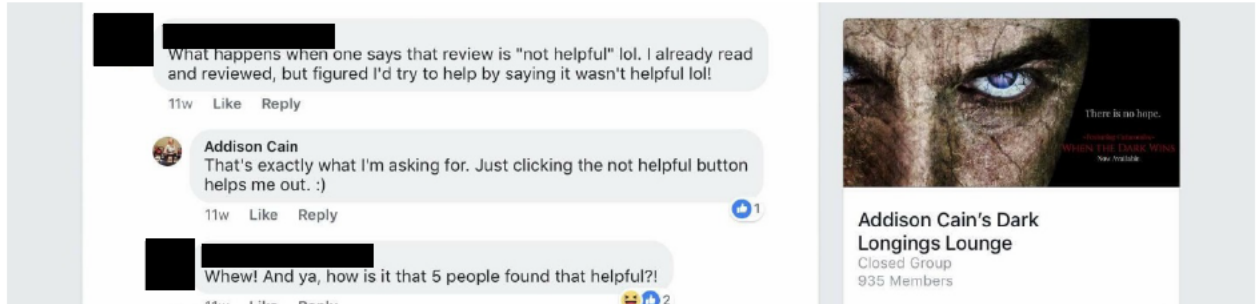 What happens when one says that review is "not helpful" lol. I already read
and reviewed, but figured I'd try to help by saying it wasn't helpful lol!
11w Like Reply
Addison Cain
That's exactly what I'm asking for. Just clicking the not helpful button
helps me out. :)
11w Like Reply
1
Whew! And ya, how is it that 5 people found that helpful?!
11w Like Reply
2
There is no hope.
WHEN THE DARK WINS
Now Available
Addison Cain's Dark
Longings Lounge
Closed Group
935 Members